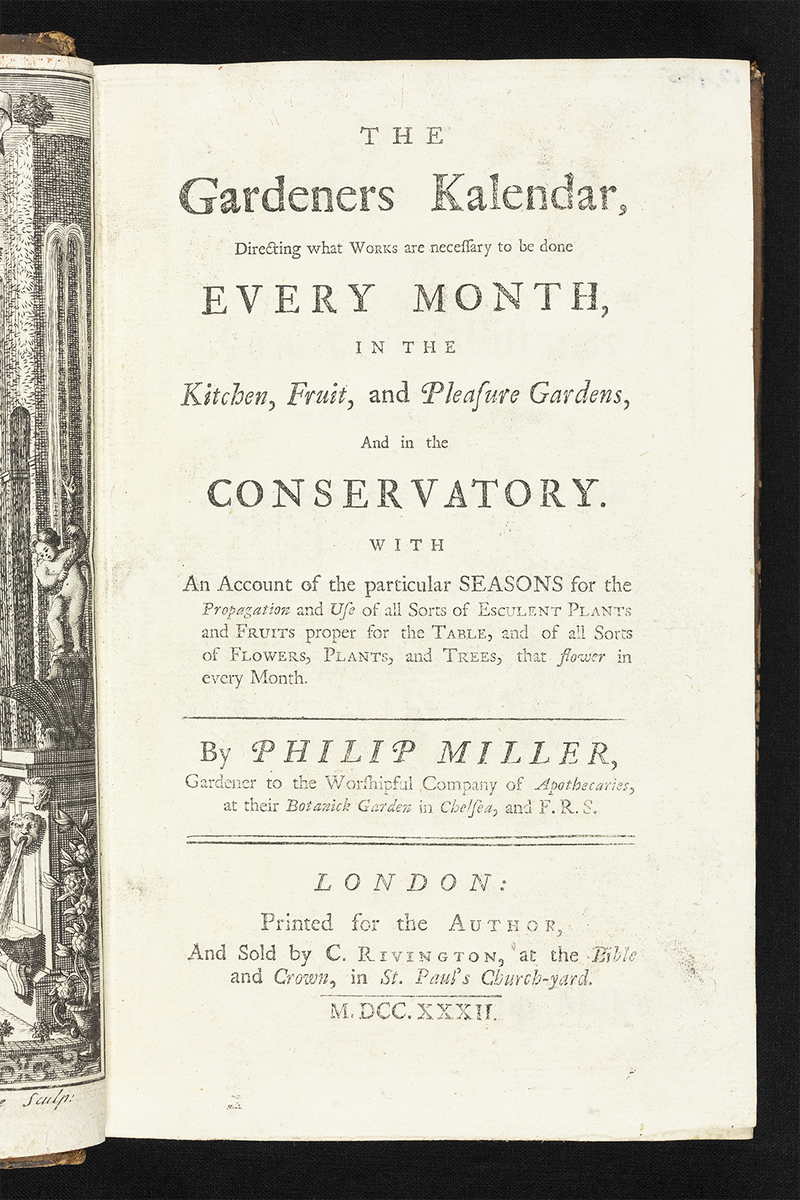 THE
Gardeners Kalendar,
Directing what WORKS are neceſſary to be done
EVERY MONTH,
IN THE
Kitchen, Fruit, and Pleaſure Gardens,
And in the
CONSERVATORY.
WITH
An Account of the particular SEASONS for the
Propagation and Uſe of all Sorts of ESCULENT PLANTS
and FRUITS proper for the TABLE, and of all Sorts
of FLOWERS, PLANTS, and TREES, that flower in
every Month.
By PHILIP MILLER,
Gardener to the Worſhipful Company of Apothecaries,
at their Botanick Garden in Chelſea, and F. R. S.
LONDON:
Printed for the AUTHOR,
And Sold by C. RIVINGTON, at the Bible
and Crown, in St. Paul's Church-yard.
M.DCC.XXXII.
Sculp: